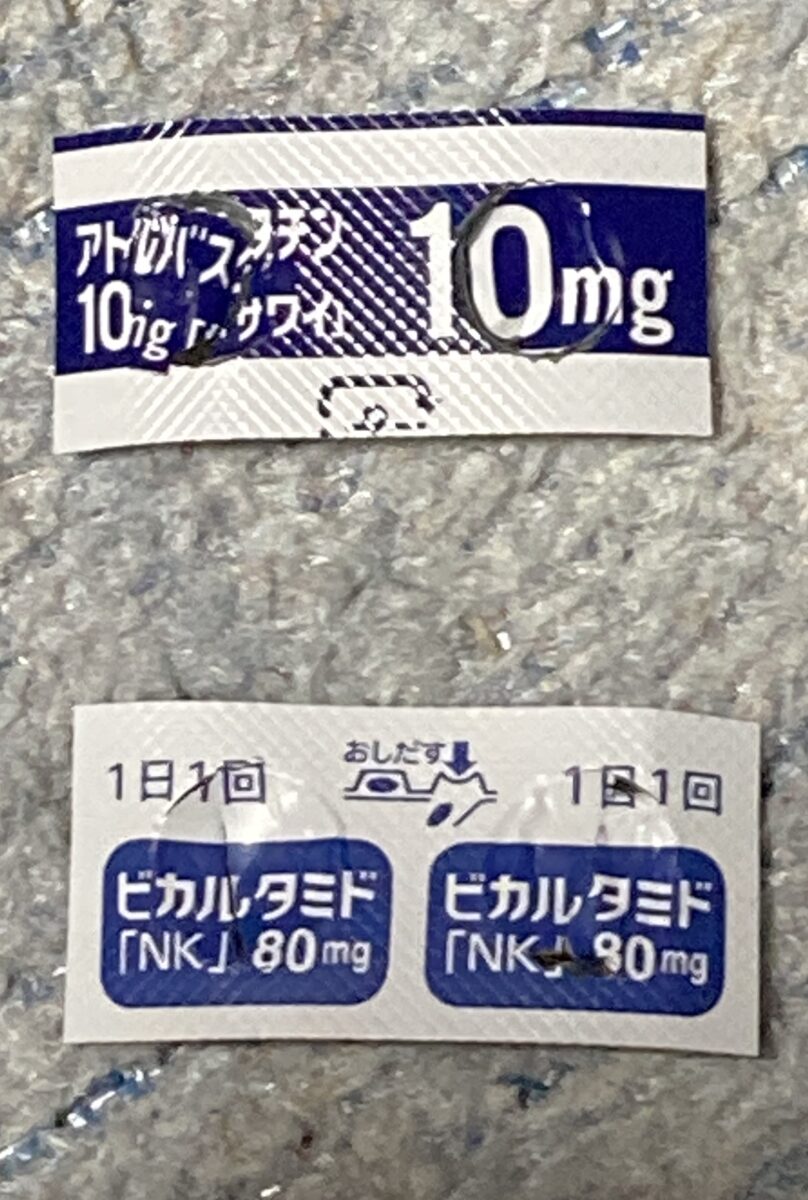 アトルバスタチン
10mg「サワイ」
10mg
1日1回
おしだす
1日1回
ビカルタミド
「NK」80mg
ビカルタミド
「NK」80mg